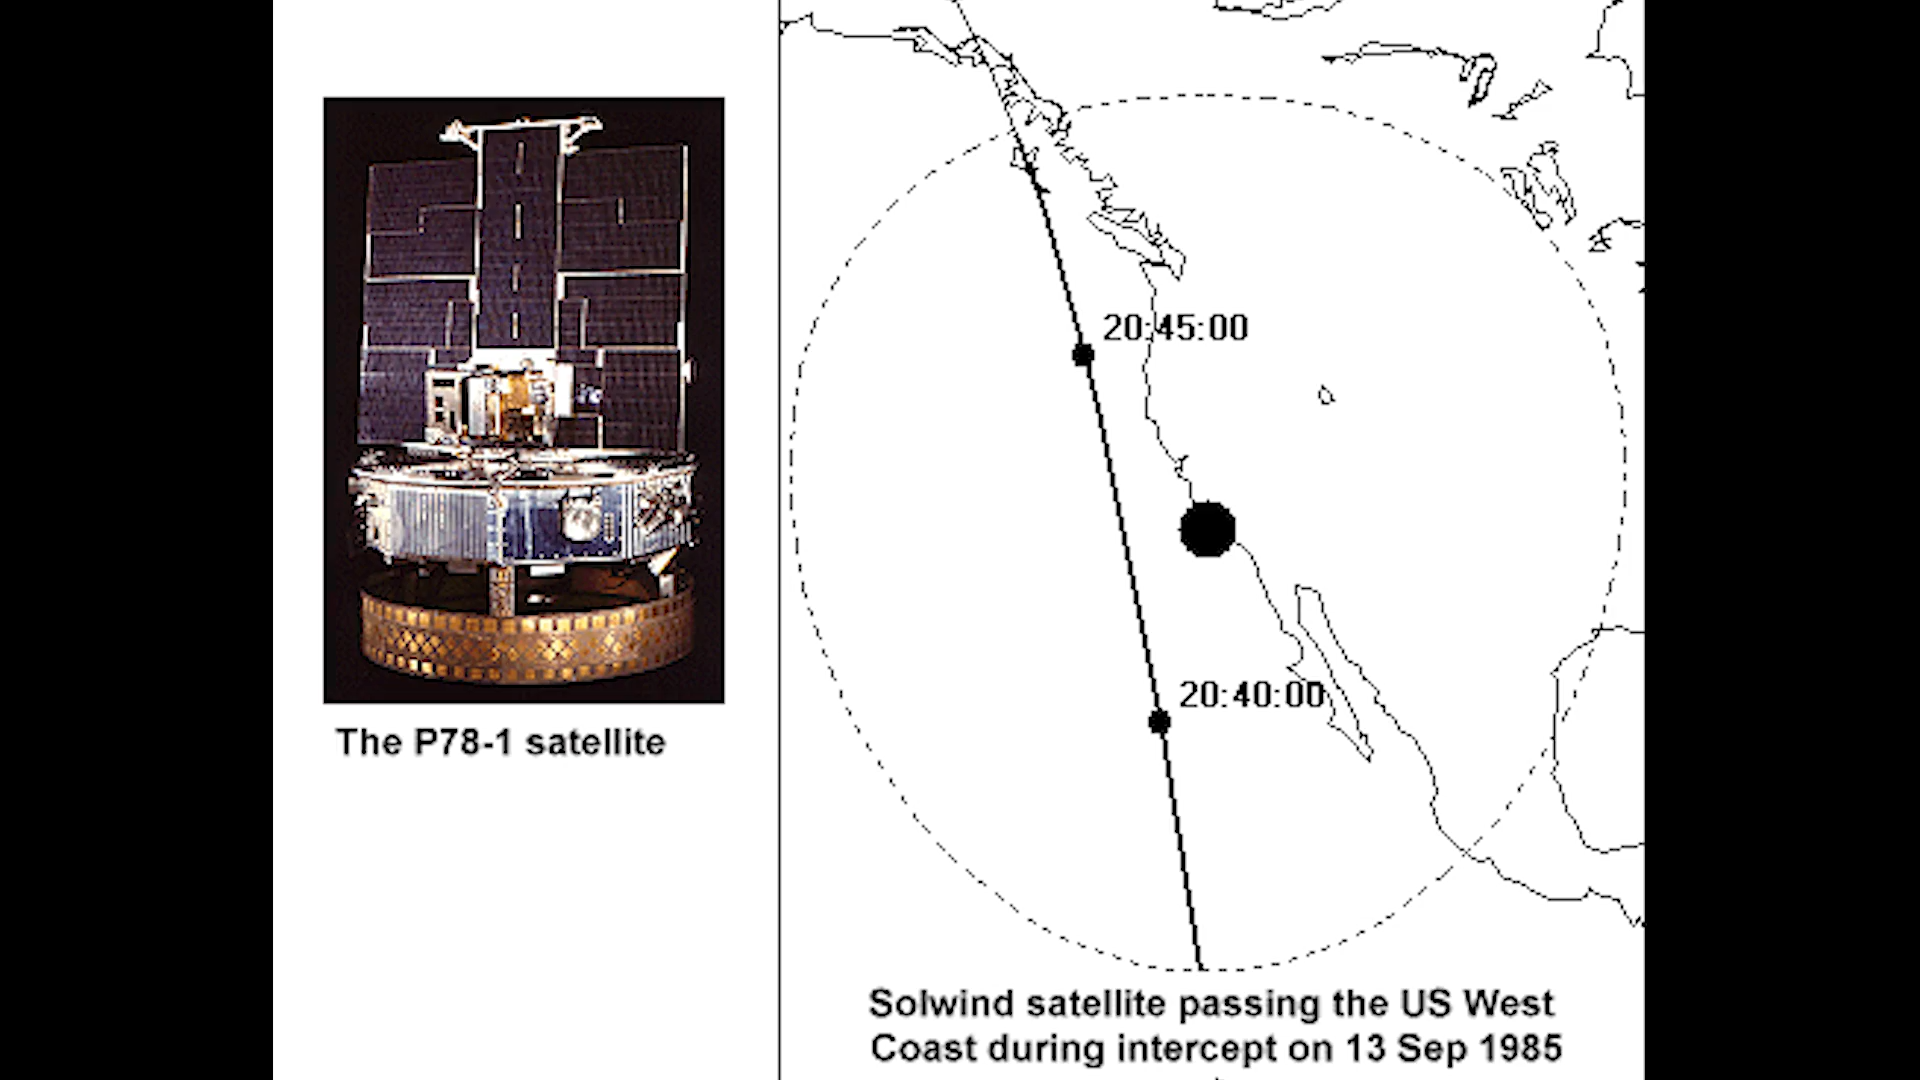 The P78-1 satellite
20:45:00
20:40:00
Solwind satellite passing the US West
Coast during intercept on 13 Sep 1985